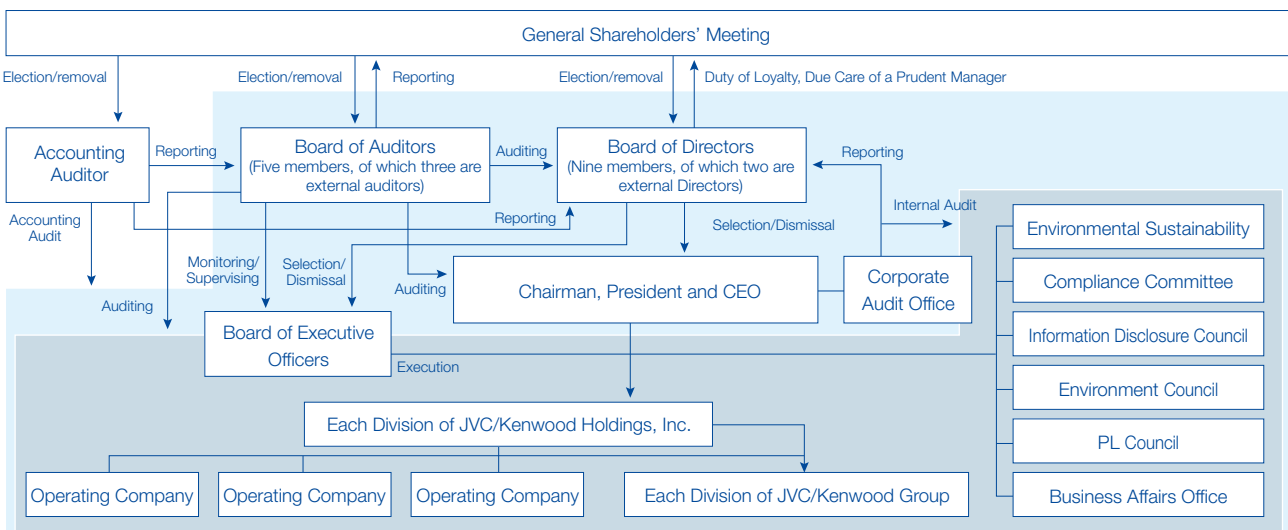 General Shareholders’ Meeting
Election/removal
Election/removal
Reporting
Election/removal
Duty of Loyalty, Due Care of a Prudent Manager
Accounting
Auditor
Reporting
Board of Auditors
(Five members, of which three are
external auditors)
Auditing
Board of Directors
(Nine members, of which two are
external Directors)
Reporting
Accounting
Audit
Reporting
Selection/Dismissal
Internal Audit
Monitoring/
Supervising
Selection/
Dismissal
Auditing
Auditing
Chairman, President and CEO
Corporate
Audit Office
Board of Executive
Officers
Execution
Environmental Sustainability
Compliance Committee
Information Disclosure Council
Environment Council
PL Council
Business Affairs Office
Each Division of JVC/Kenwood Holdings, Inc.
Operating Company
Operating Company
Operating Company
Each Division of JVC/Kenwood Group